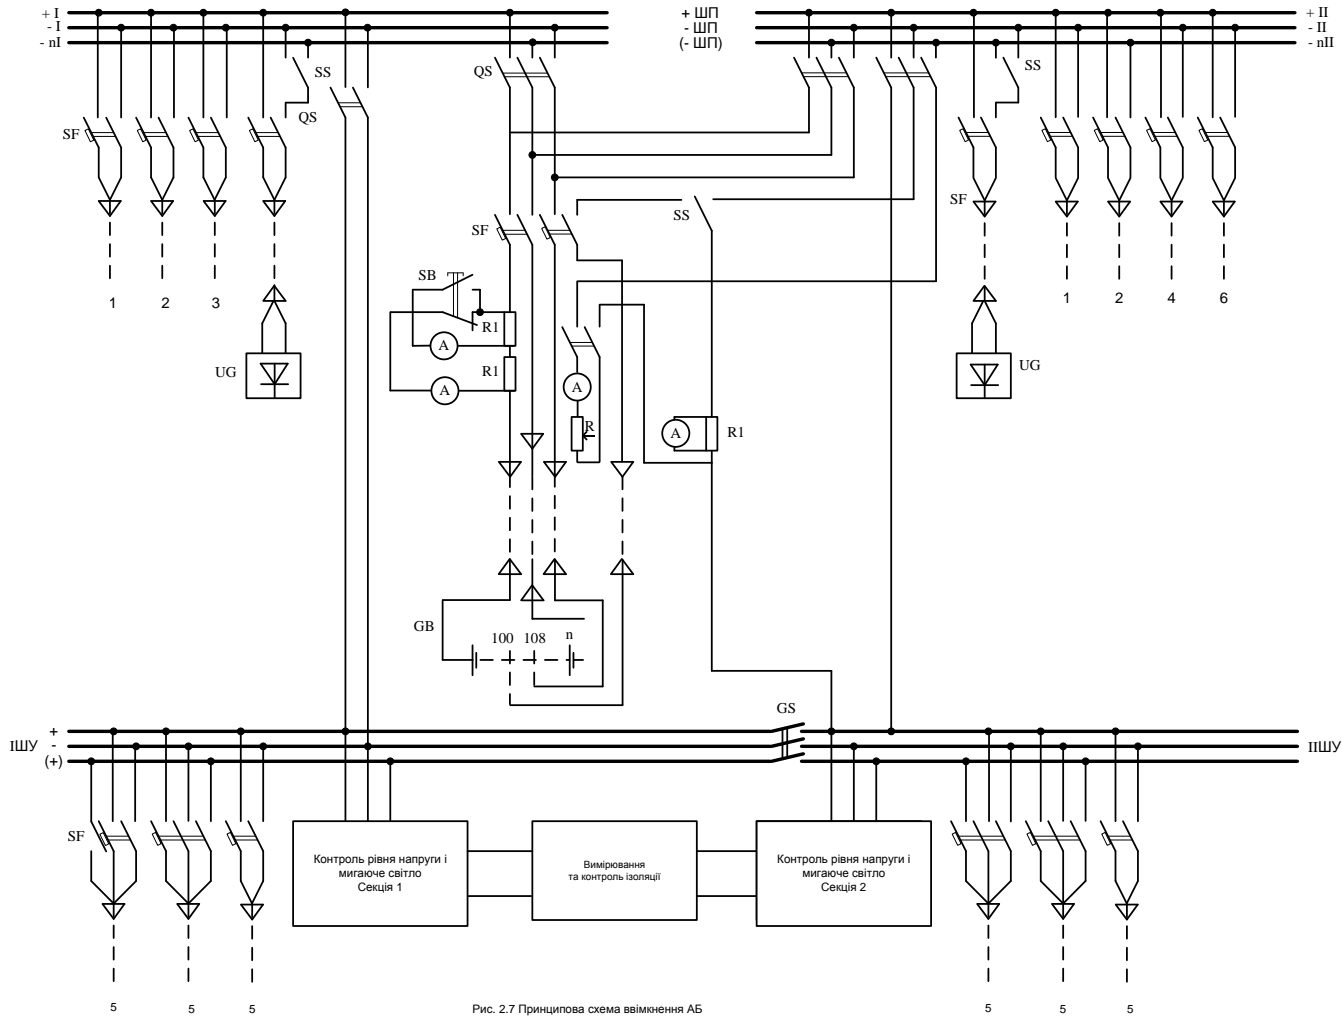 + I
- I
- nI
+ ШП
- ШП
(- ШП)
+ II
- II
- nII
SS
QS
QS
SS
SF
SF
SS
SF
SB
R1
A
R1
A
A
R
A
R1
1
2
3
1
2
4
6
UG
UG
GB
100
108
n
GS
+
ІШУ
-
(+)
ІІШУ
SF
Контроль рівня напруги і
мигаюче світло
Секція 1
Вимірювання
та контроль ізоляції
Контроль рівня напруги і
мигаюче світло
Секція 2
5
5
5
5
5
5
Рис. 2.7 Принципова схема ввімкнення АБ